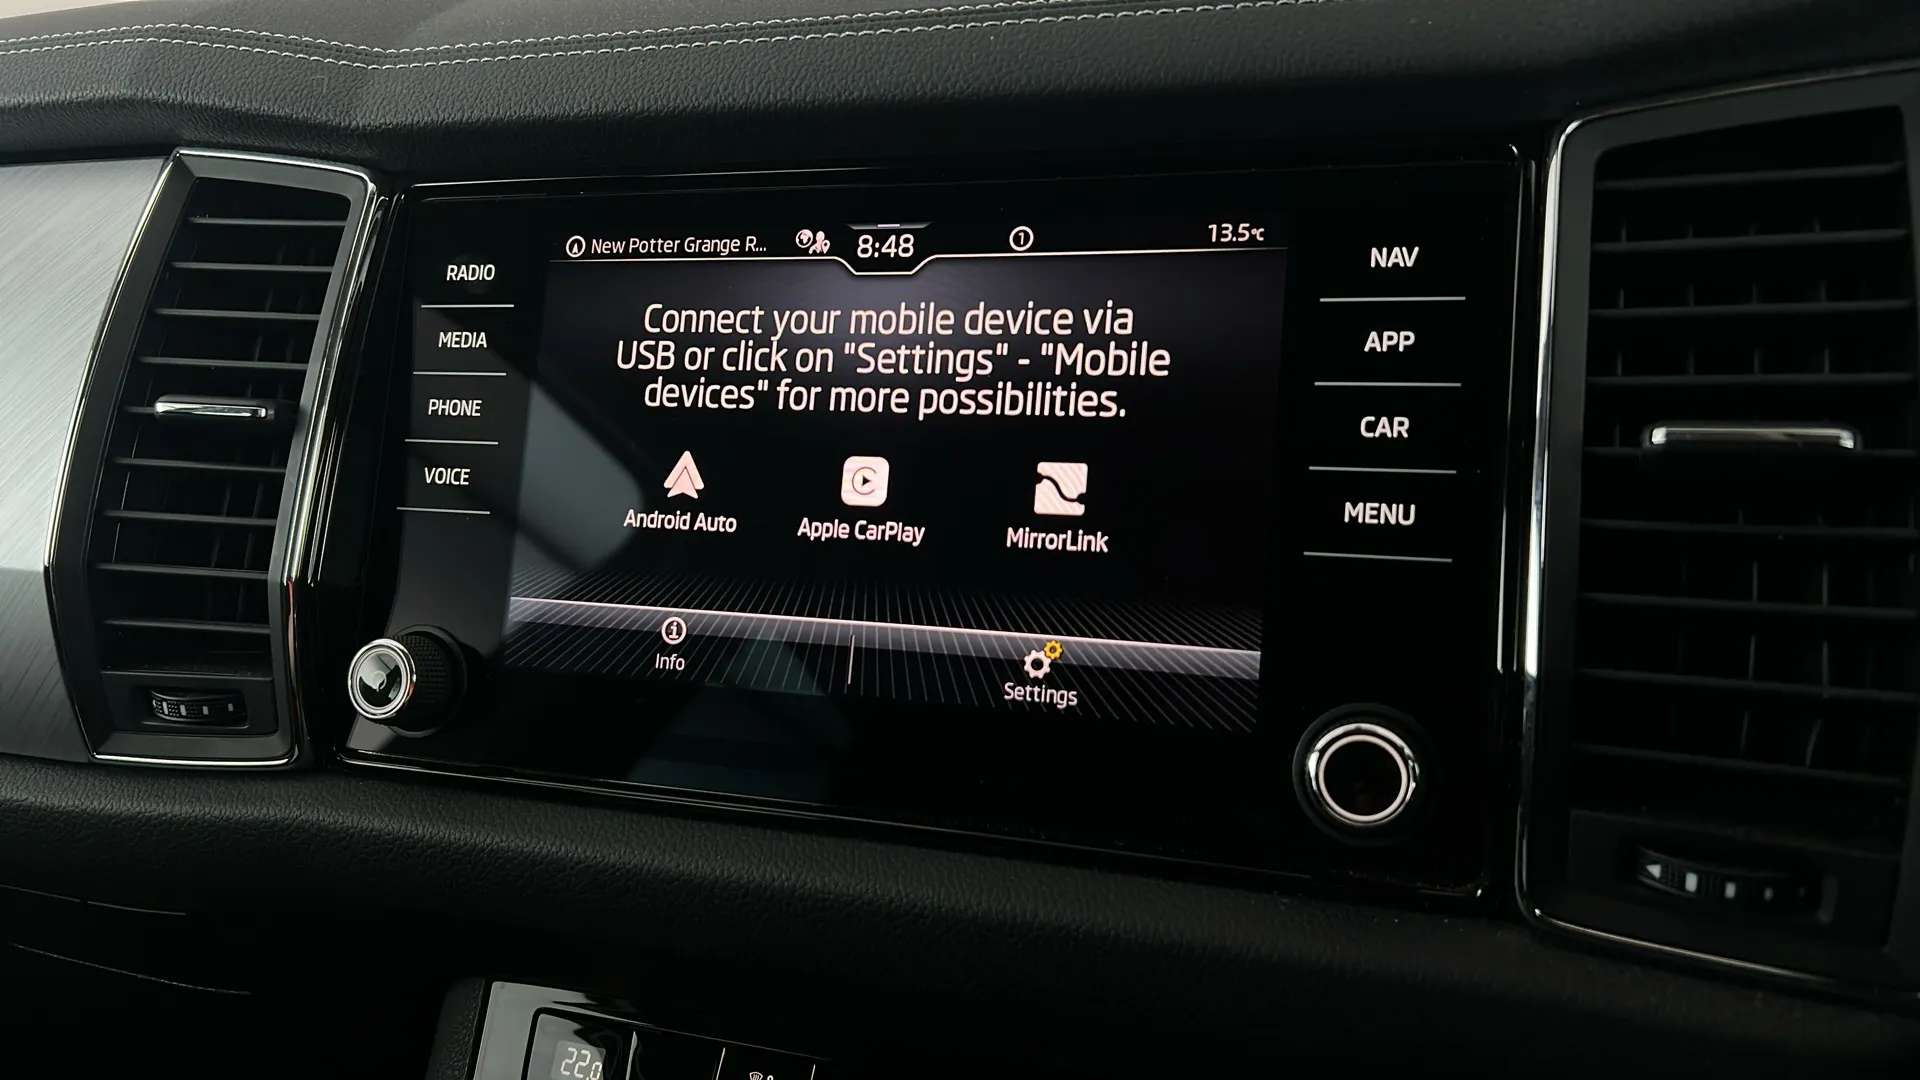 New Potter Grange R...
8:48
1
13.5°C
RADIO
MEDIA
PHONE
VOICE
Connect your mobile device via
USB or click on "Settings" - "Mobile
devices" for more possibilities.
Android Auto
Apple CarPlay
MirrorLink
Info
Settings
NAV
APP
CAR
MENU
22.0